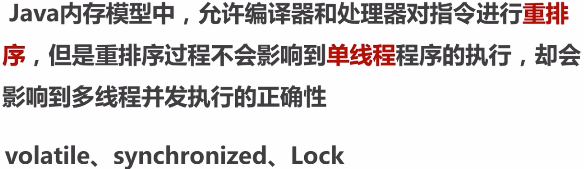 Java内存模型中，允许编译器和处理器对指令进行重排
序，但是重排序过程不会影响到单线程程序的执行，却会
影响到多线程并发执行的正确性
volatile、synchronized、Lock